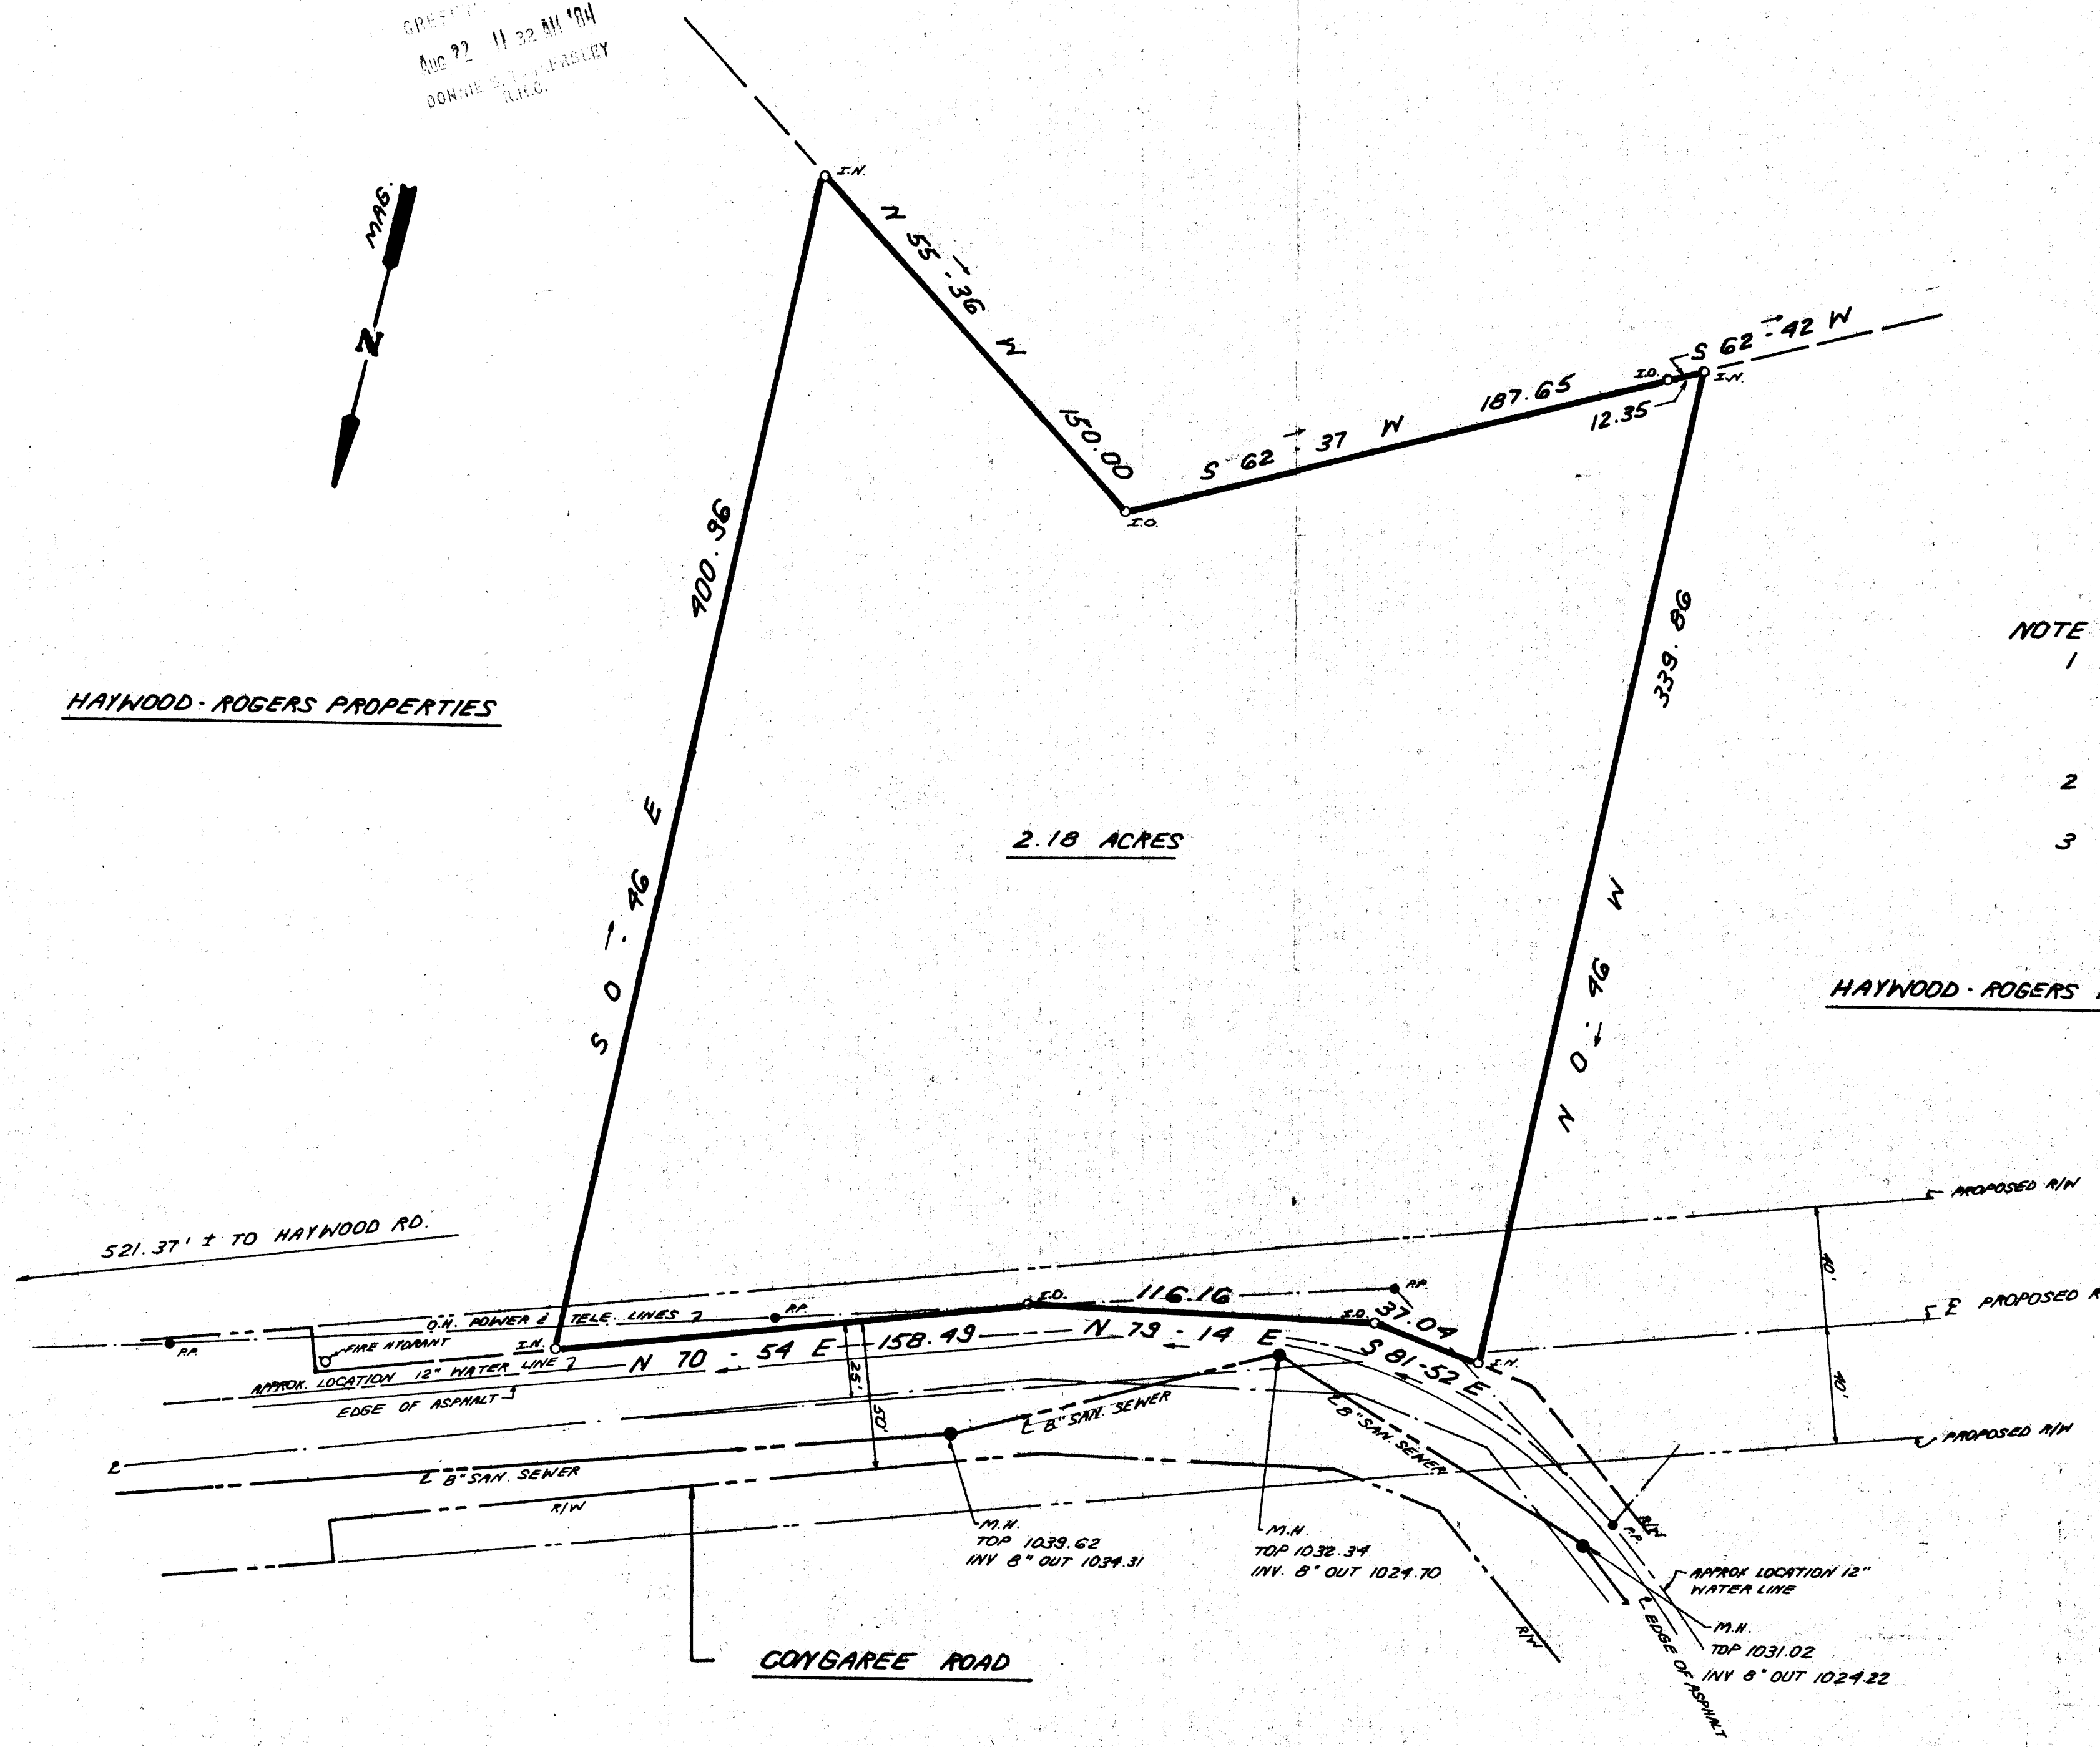 Aug 22 11 32 AM '84
R.M.C.
MAG.
N
I.N.
N 55 - 36 W
150.00
I.O.
S 62 - 37 W
187.65
I.O.
S 62 - 42 W
12.35
I.N.
400.96
S 0 - 46 E
339.86
N 0 - 46 W
HAYWOOD - ROGERS PROPERTIES
2.18 ACRES
NOTE
1
2
3
HAYWOOD - ROGERS
521.37' ± TO HAYWOOD RD.
PROPOSED R/W
40'
℄ PROPOSED R
40'
PROPOSED R/W
O.H. POWER & TELE. LINES
P.P.
P.P.
I.O.
116.16
P.P.
I.O.
37.04
I.N.
FIRE HYDRANT
I.N.
APPROX. LOCATION 12" WATER LINE
EDGE OF ASPHALT
N 70 - 54 E 158.49
N 79 - 14 E
S 81-52 E
25'
50'
℄ 8" SAN. SEWER
℄ 8" SAN. SEWER
℄ 8" SAN. SEWER
R/W
M.H.
TOP 1039.62
INV 8" OUT 1034.31
M.H.
TOP 1032.34
INV. 8" OUT 1024.70
R/W
P.P.
APPROX LOCATION 12"
WATER LINE
M.H.
TOP 1031.02
INV 8" OUT 1024.22
EDGE OF ASPHALT
R/W
CONGAREE ROAD